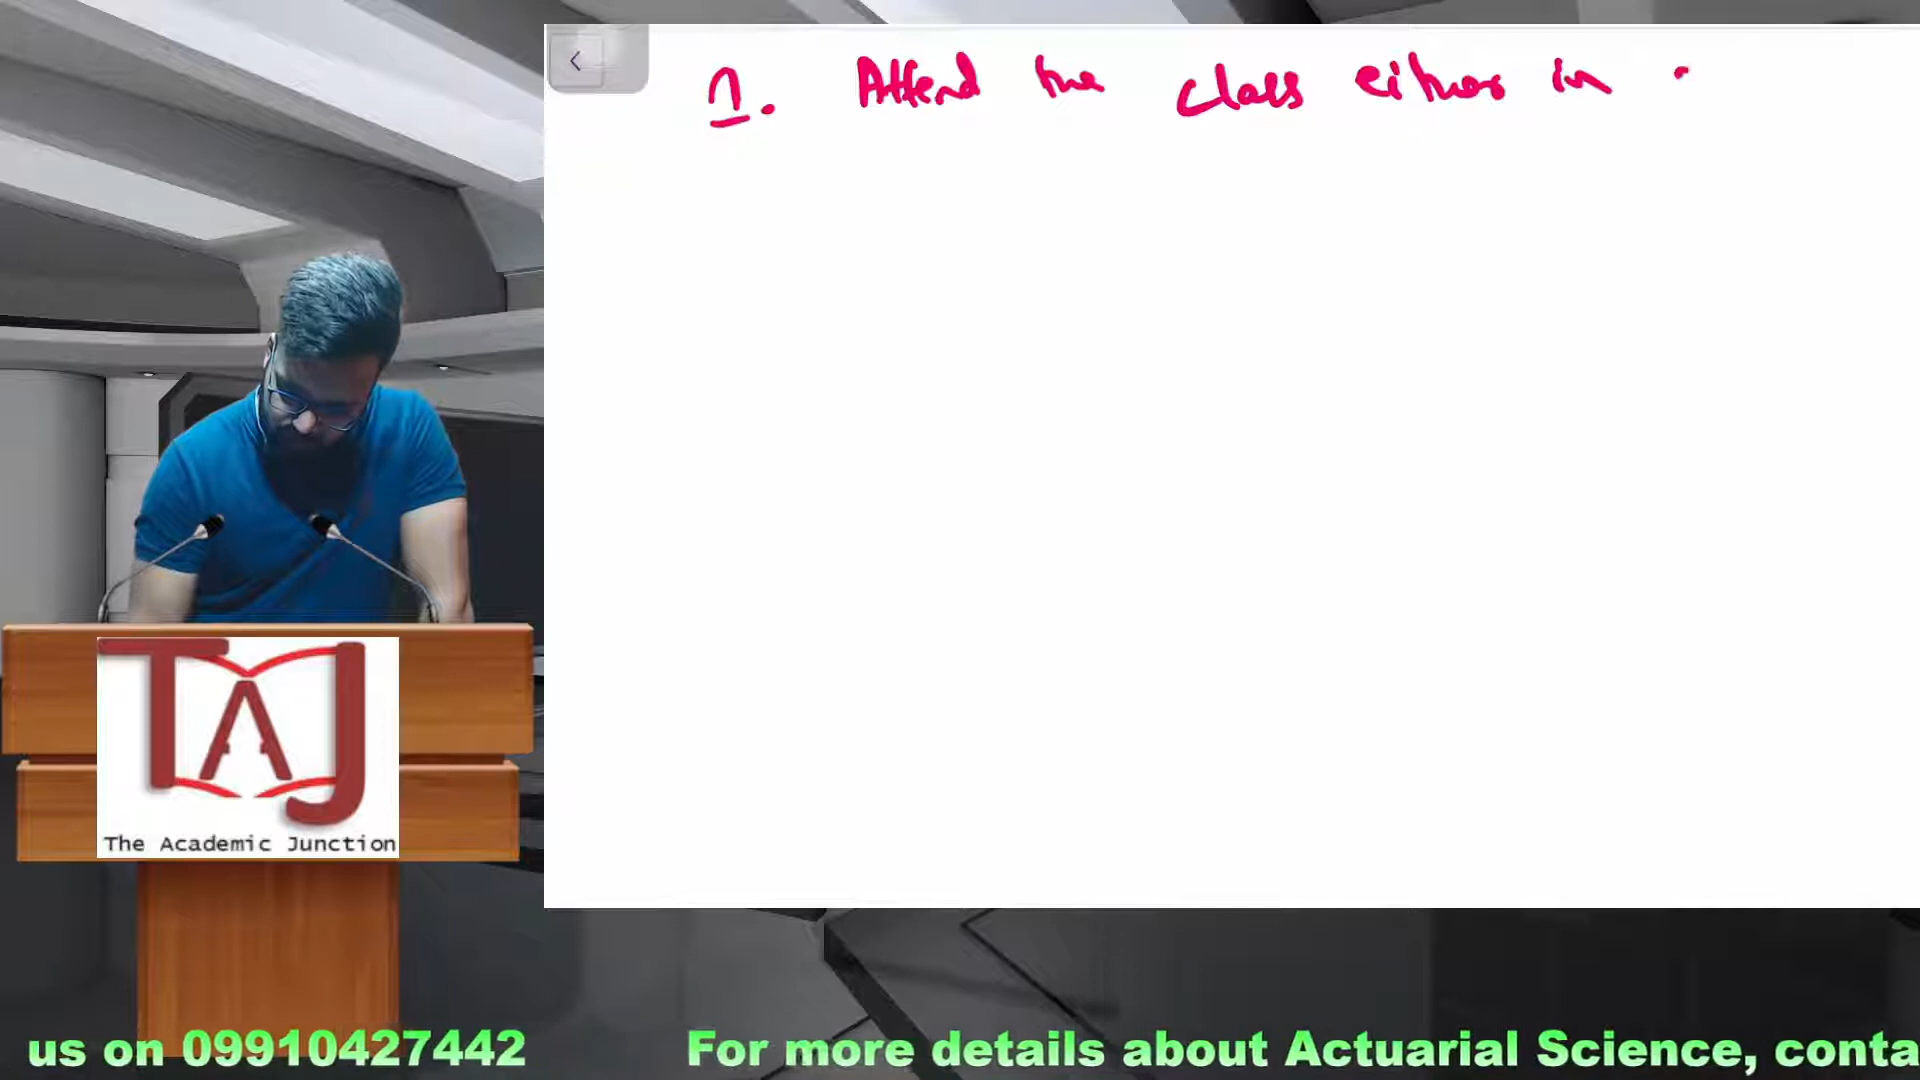 1. Attend the class either in
TAJ
The Academic Junction
us on 09910427442 For more details about Actuarial Science, conta